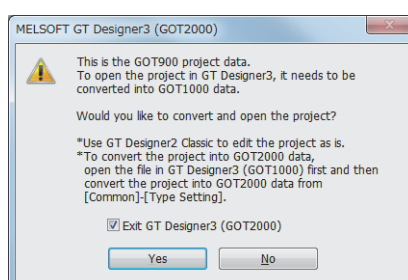 MELSOFT GT Designer3 (GOT2000)
This is the GOT900 project data.
To open the project in GT Designer3, it needs to be
converted into GOT1000 data.
Would you like to convert and open the project?
*Use GT Designer2 Classic to edit the project as is.
*To convert the project into GOT2000 data,
open the file in GT Designer3 (GOT1000) first and then
convert the project into GOT2000 data from
[Common]-[Type Setting].
Exit GT Designer3 (GOT2000)
Yes No